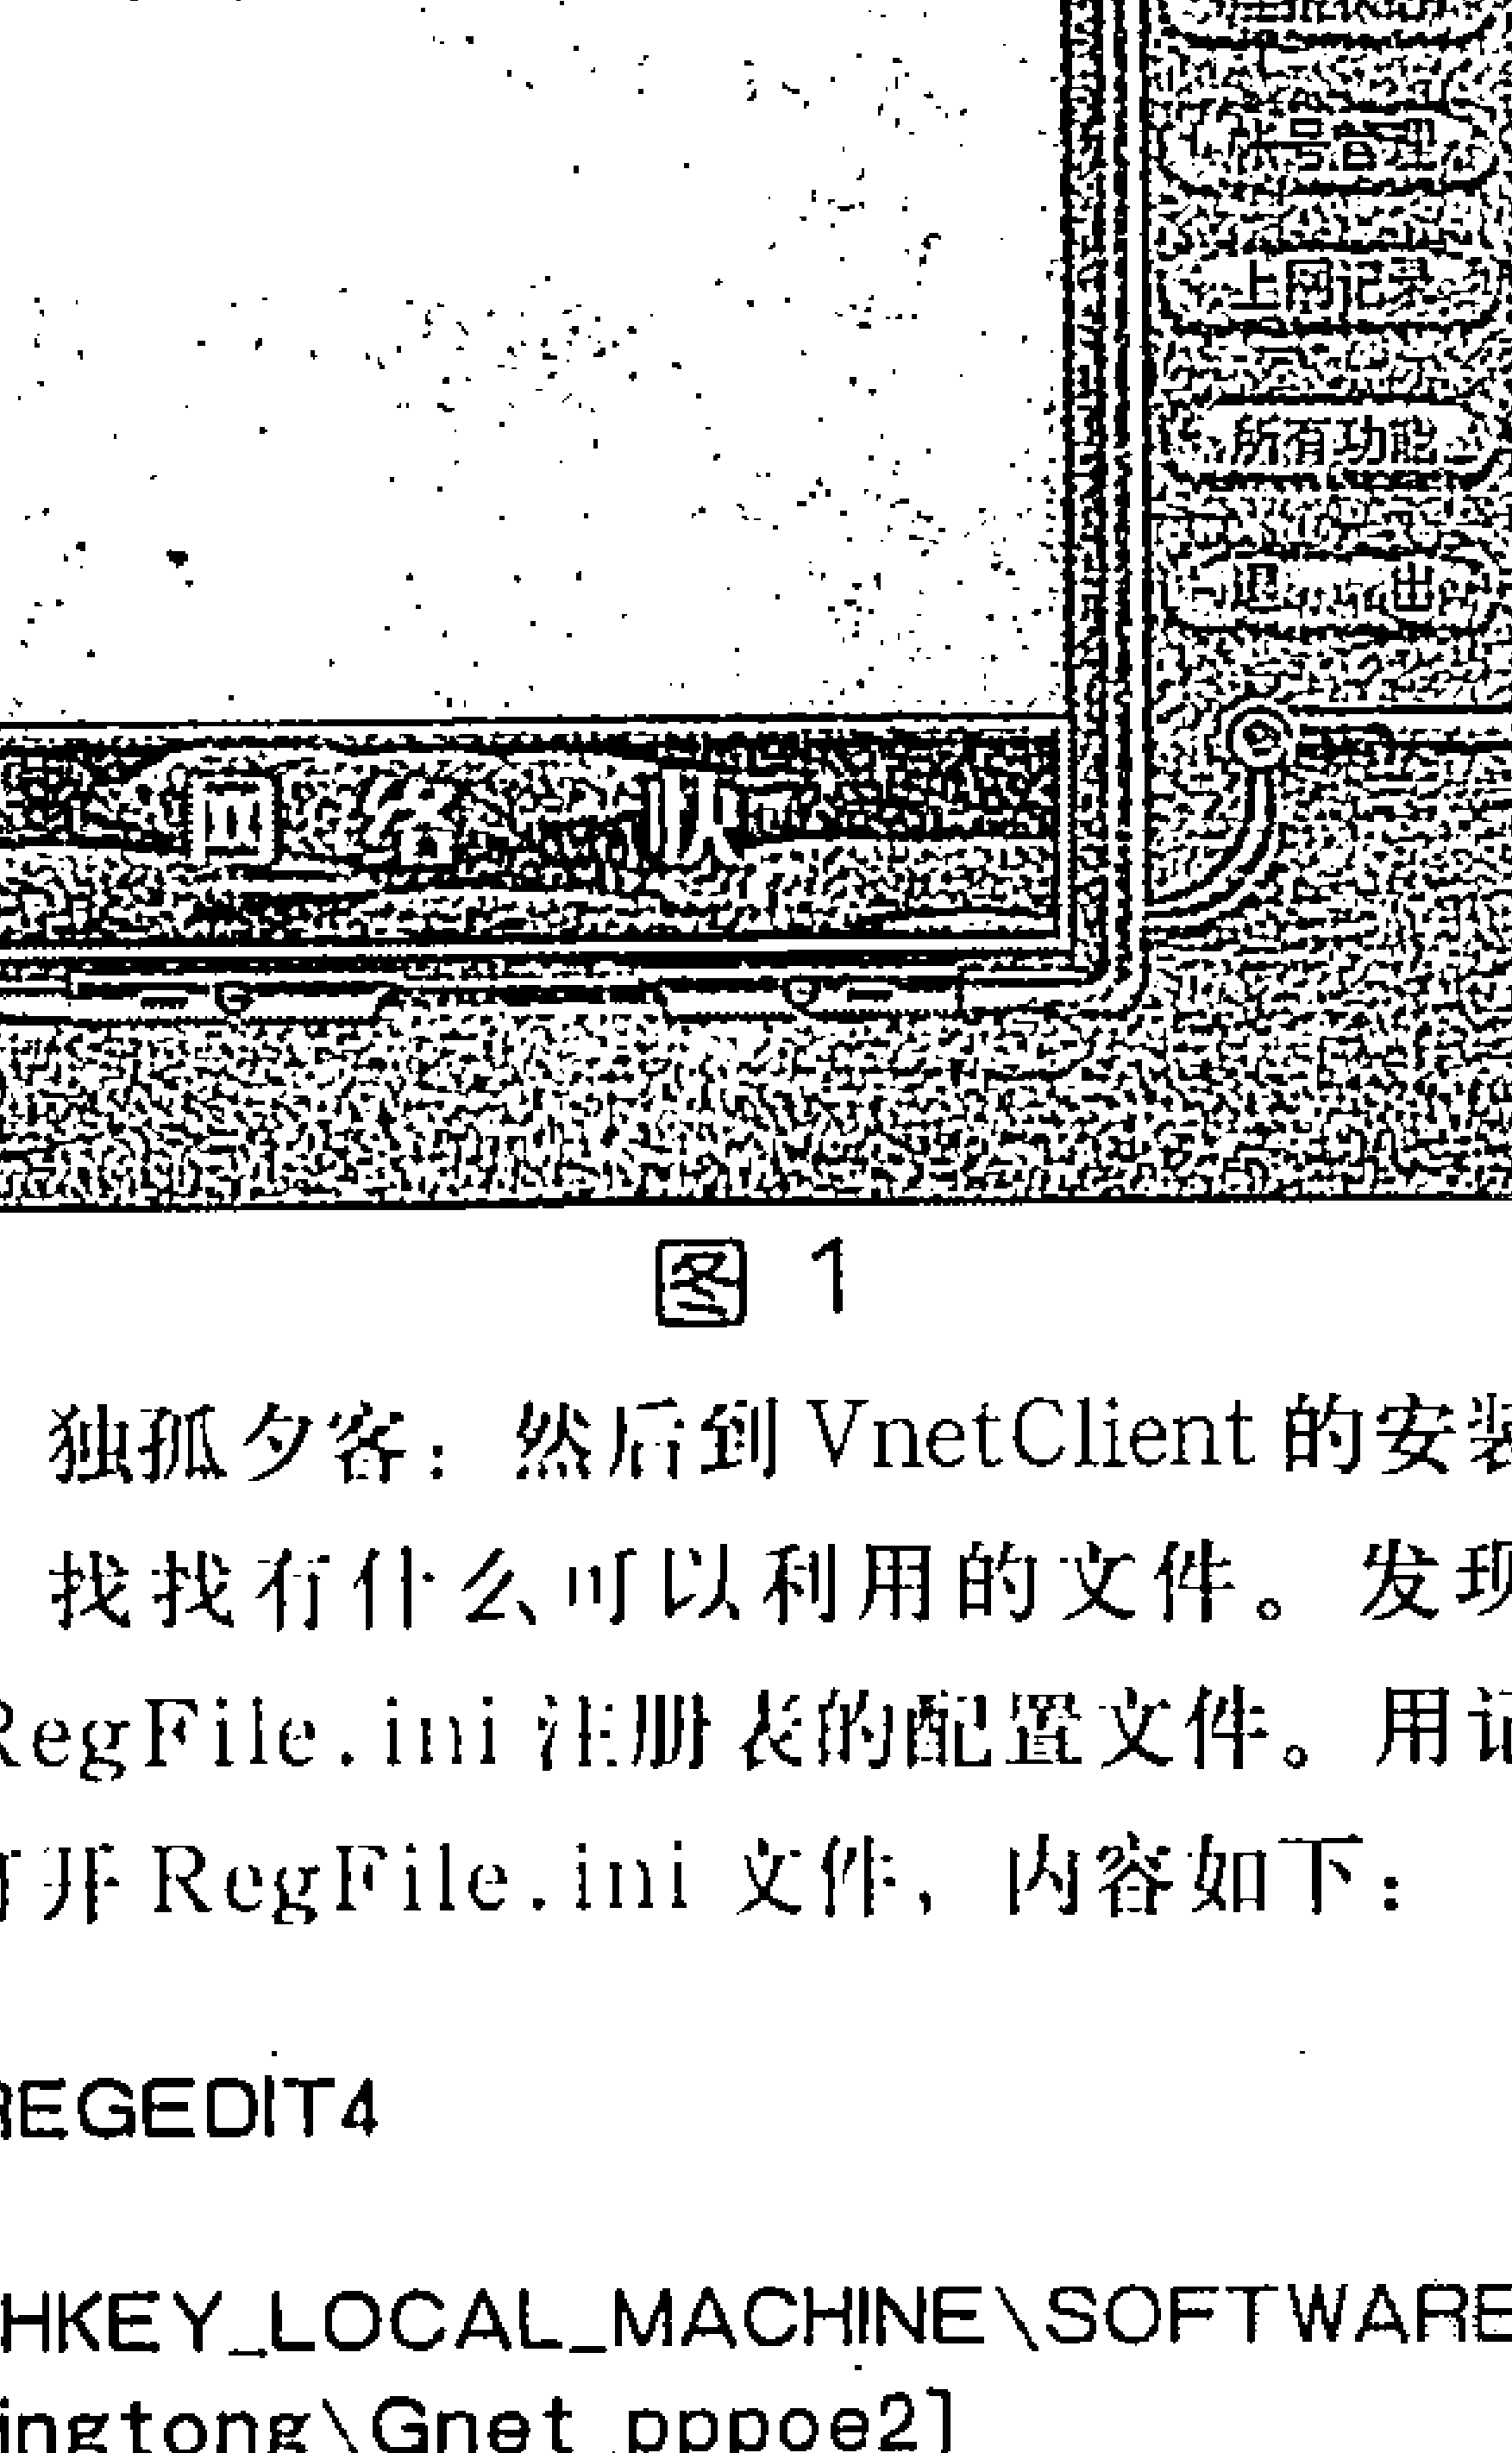 卡号管理
上网记录
所有功能
退 出
图 1
独孤夕客：然后到 VnetClient 的安装
找找有什么可以利用的文件。发现
RegFile.ini 注册表的配置文件。用记
打开 RegFile.ini 文件，内容如下：
REGEDIT4
HKEY_LOCAL_MACHINE\SOFTWARE
ingtong\Gnet_pppoe2]